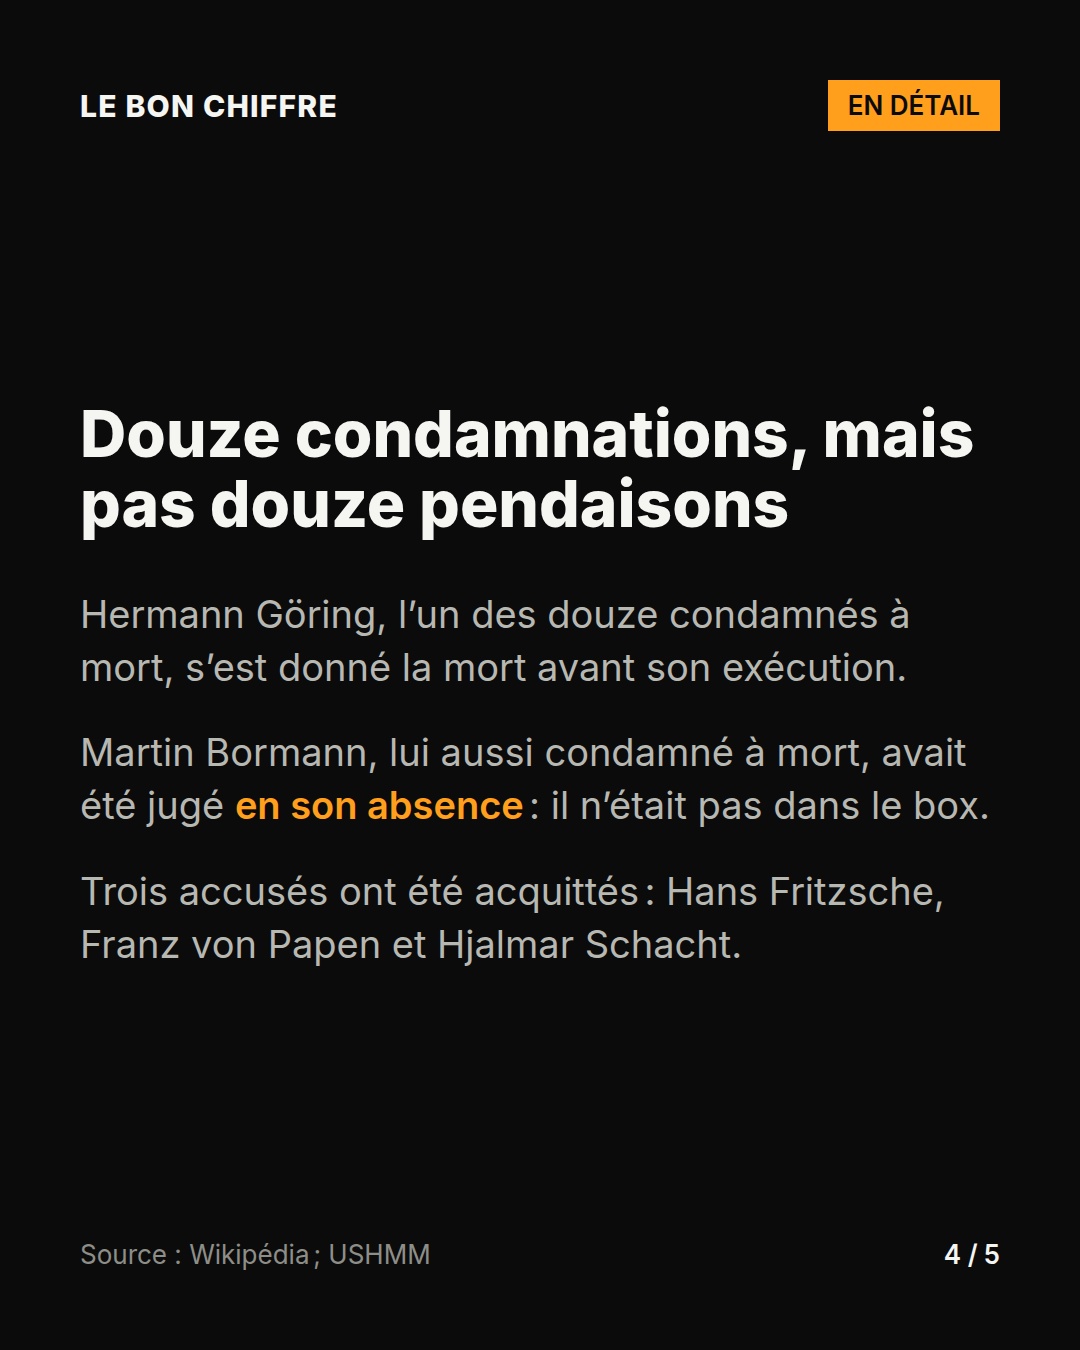 LE BON CHIFFRE
EN DÉTAIL
Douze condamnations, mais
pas douze pendaisons
Hermann Göring, l’un des douze condamnés à
mort, s’est donné la mort avant son exécution.
Martin Bormann, lui aussi condamné à mort, avait
été jugé en son absence : il n’était pas dans le box.
Trois accusés ont été acquittés : Hans Fritzsche,
Franz von Papen et Hjalmar Schacht.
Source : Wikipédia ; USHMM
4 / 5